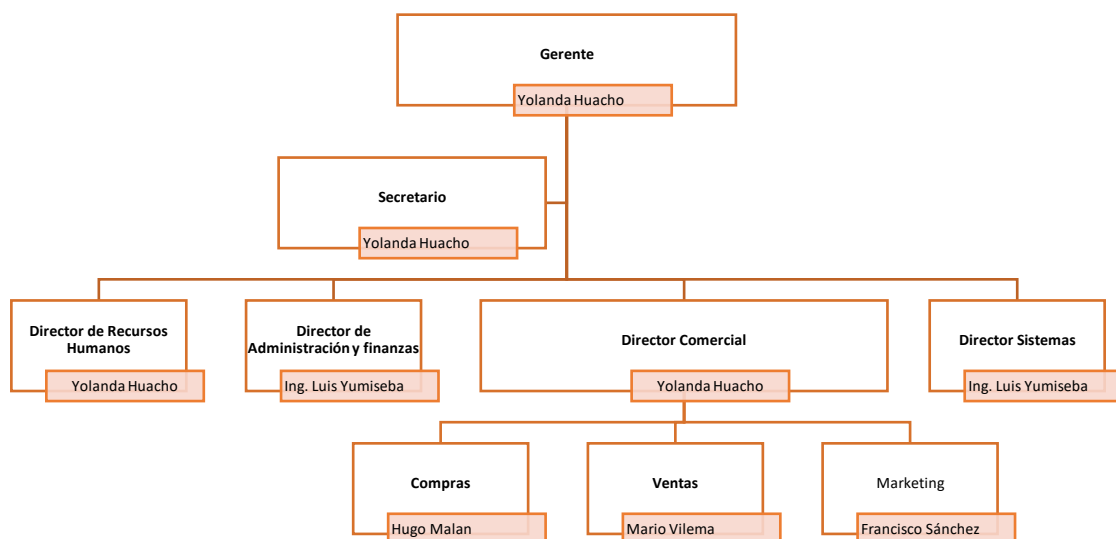 Gerente
Yolanda Huacho
Secretario
Yolanda Huacho
Director de Recursos
Humanos
Yolanda Huacho
Director de
Administración y finanzas
Ing. Luis Yumiseba
Director Comercial
Yolanda Huacho
Director Sistemas
Ing. Luis Yumiseba
Compras
Hugo Malan
Ventas
Mario Vilema
Marketing
Francisco Sánchez